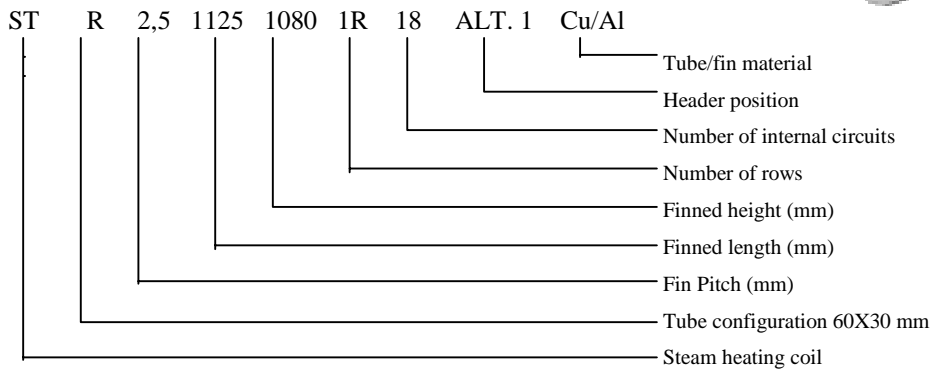 ST R 2,5 1125 1080 1R 18 ALT. 1 Cu/Al
Tube/fin material
Header position
Number of internal circuits
Number of rows
Finned height (mm)
Finned length (mm)
Fin Pitch (mm)
Tube configuration 60X30 mm
Steam heating coil